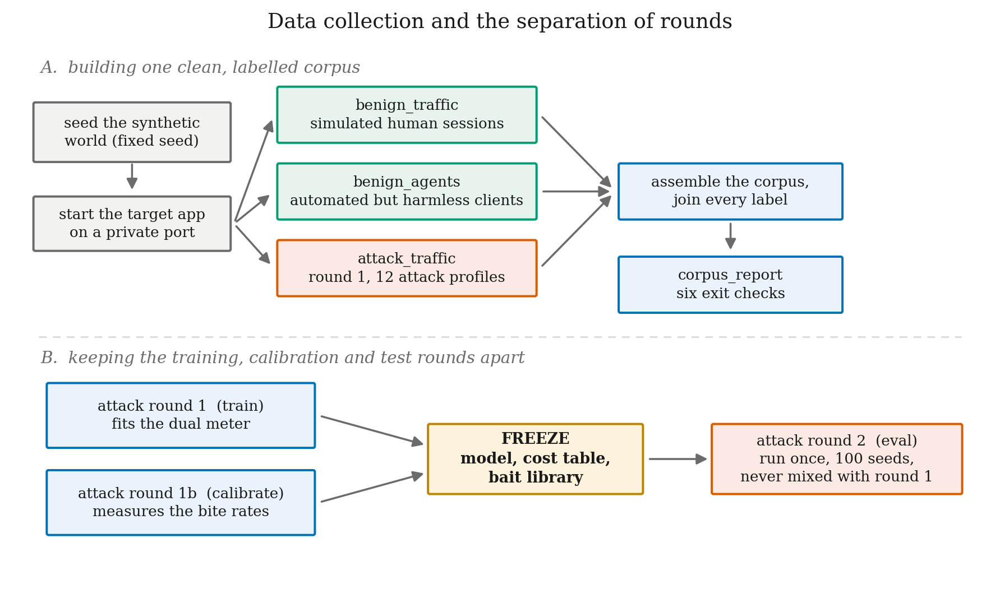 Data collection and the separation of rounds
A.  building one clean, labelled corpus
seed the synthetic
world (fixed seed)
start the target app
on a private port
benign_traffic
simulated human sessions
benign_agents
automated but harmless clients
attack_traffic
round 1, 12 attack profiles
assemble the corpus,
join every label
corpus_report
six exit checks
B.  keeping the training, calibration and test rounds apart
attack round 1  (train)
fits the dual meter
attack round 1b  (calibrate)
measures the bite rates
FREEZE
model, cost table,
bait library
attack round 2  (eval)
run once, 100 seeds,
never mixed with round 1